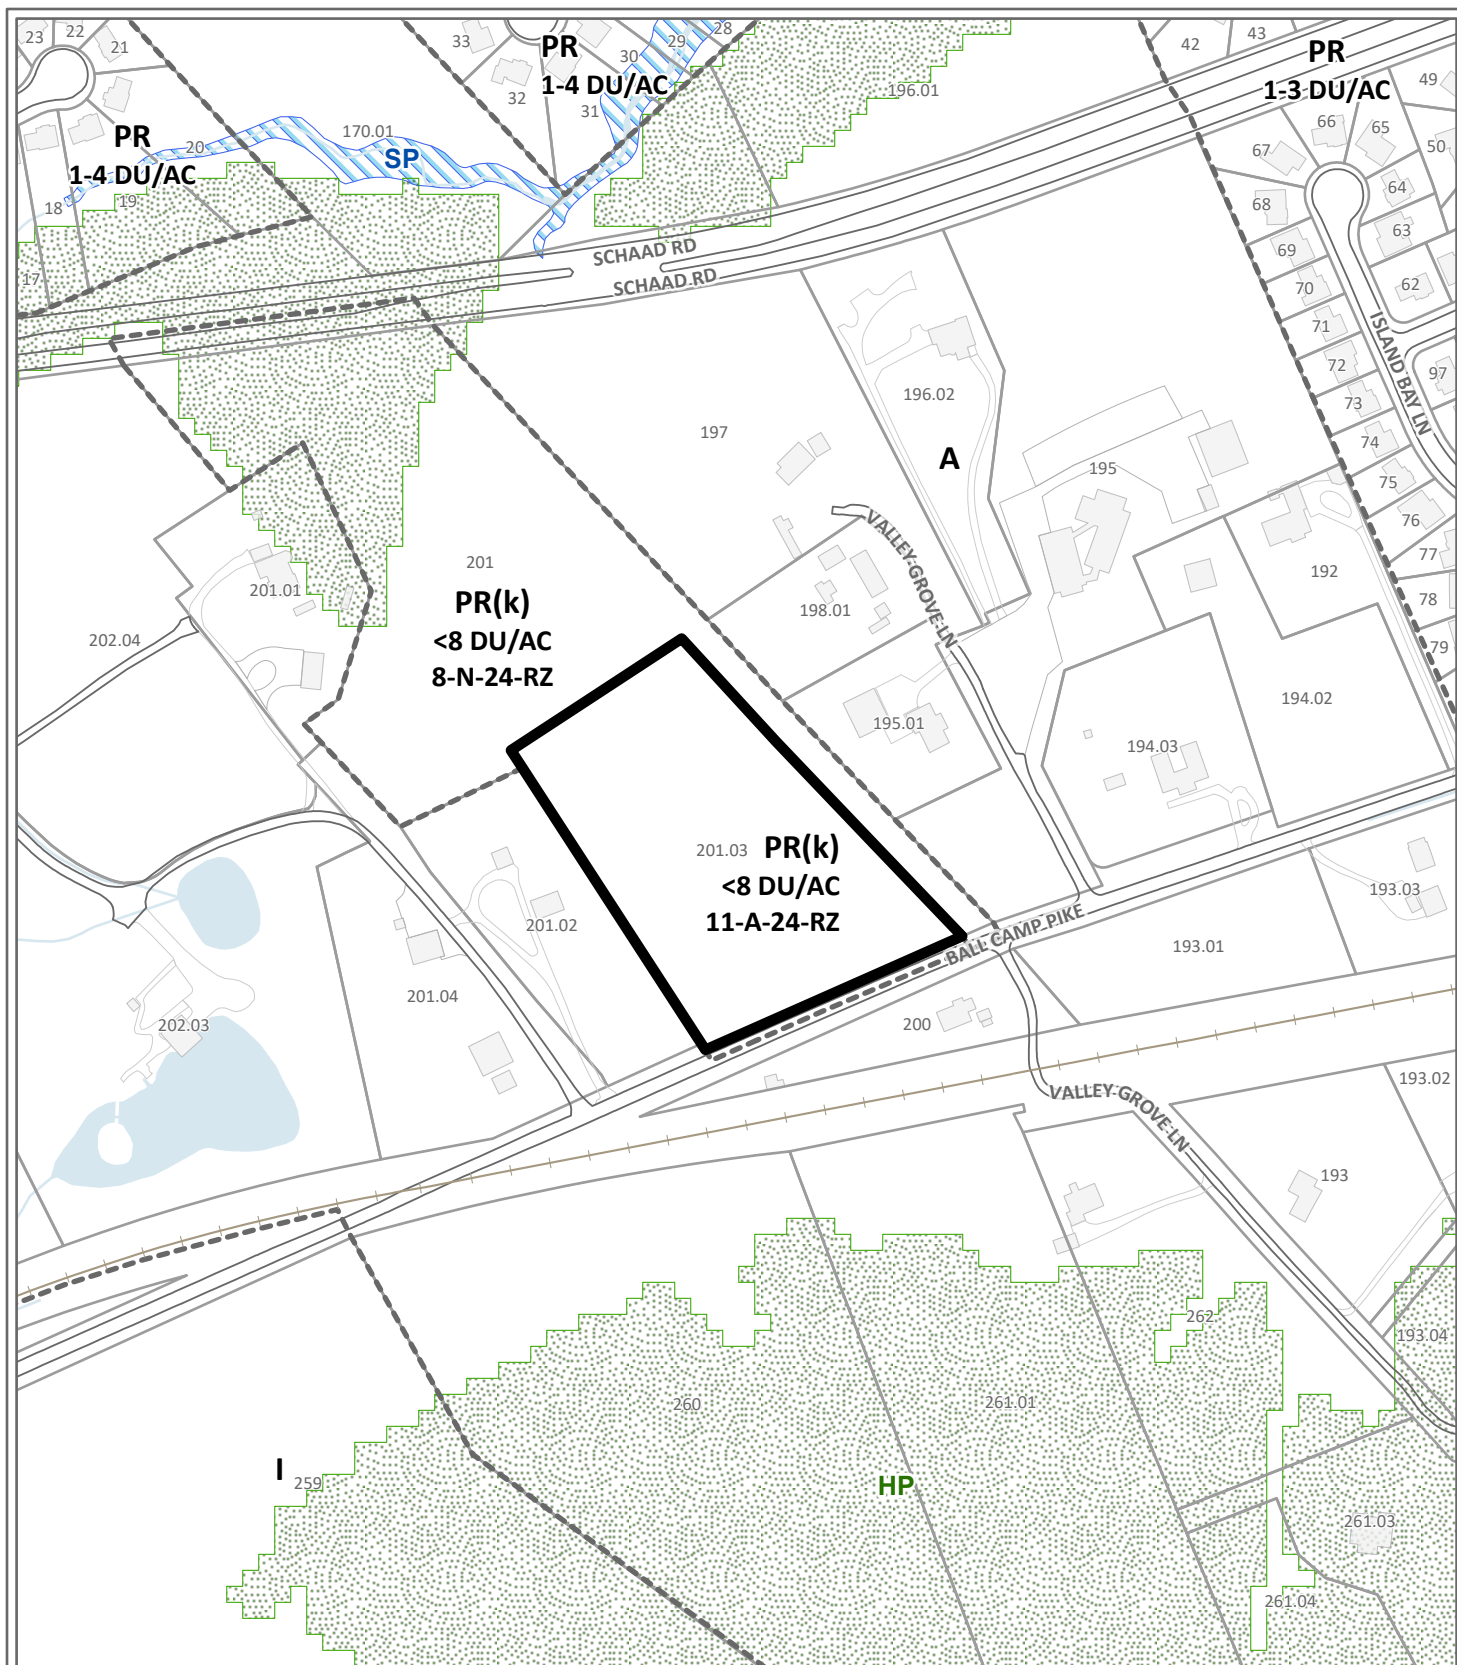 23
22
21
33
PR
1-4 DU/AC
30
29
28
32
31
196.01
42
43
PR
1-3 DU/AC
49
66
65
67
50
64
68
63
69
62
70
71
72
97
73
74
75
76
77
78
79
ISLAND BAY LN
170.01
SP
20
PR
1-4 DU/AC
18
19
17
SCHAAD RD
SCHAAD RD
196.02
197
A
195
VALLEY GROVE LN
192
201
201.01
198.01
PR(k)
<8 DU/AC
8-N-24-RZ
202.04
194.02
195.01
194.03
201.03
PR(k)
<8 DU/AC
11-A-24-RZ
193.03
201.02
BALL CAMP PIKE
193.01
201.04
202.03
200
193.02
VALLEY GROVE LN
193
262
193.04
260
261.01
I
259
HP
261.03
261.04